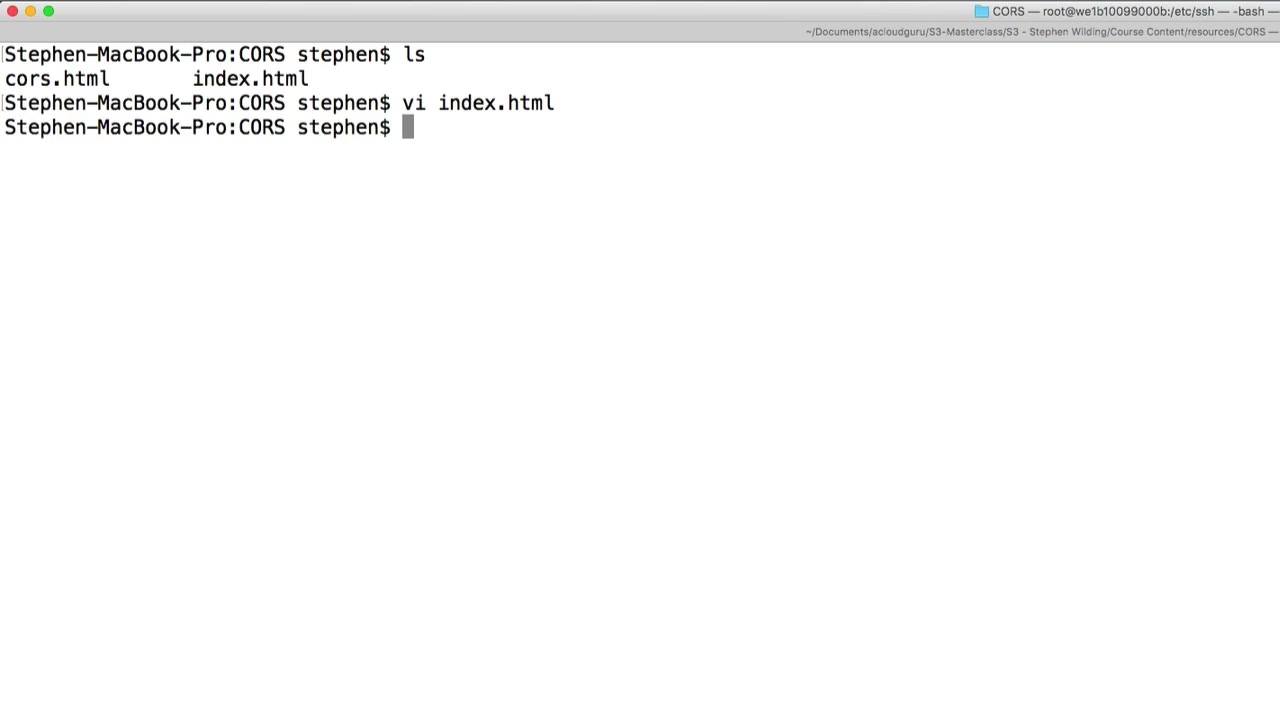 CORS — root@we1b10099000b:/etc/ssh — -bash —
~/Documents/acloudguru/S3-Masterclass/S3 - Stephen Wilding/Course Content/resources/CORS —
Stephen-MacBook-Pro:CORS stephen$ ls
cors.html index.html
Stephen-MacBook-Pro:CORS stephen$ vi index.html
Stephen-MacBook-Pro:CORS stephen$